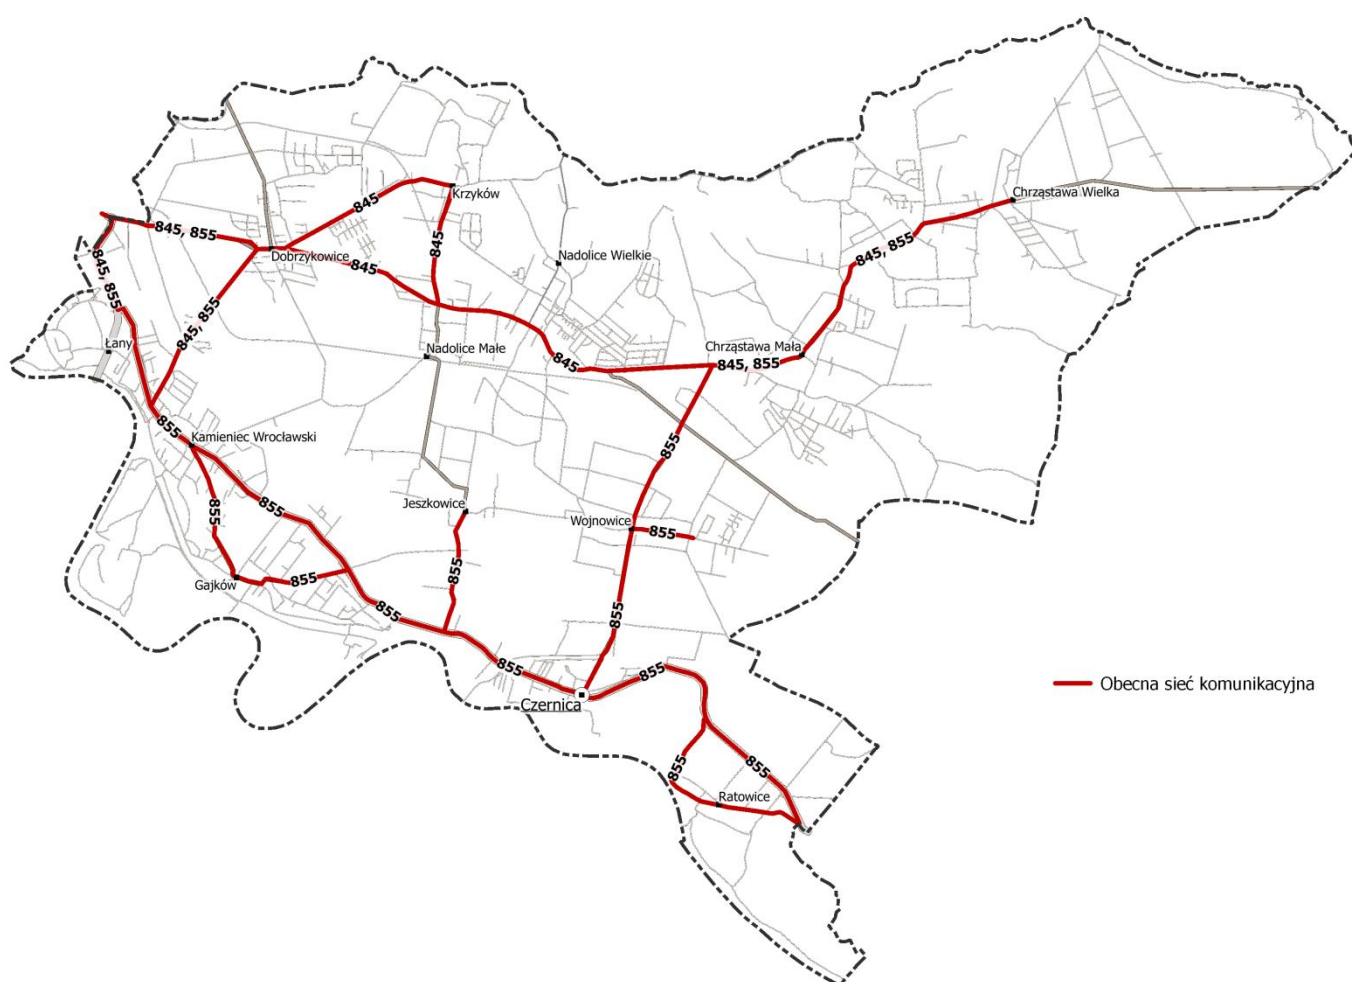 Krzyków
Chrząstawa Wielka
845
845, 855
845
845, 855
Dobrzykowice
845
Nadolice Wielkie
845, 855
845, 855
Łany
Nadolice Małe
845
Chrząstawa Mała
845, 855
855
Kamieniec Wrocławski
855
855
855
Jeszkowice
Wojnowice
855
Gajków
855
855
855
855
855
855
Czernica
Obecna sieć komunikacyjna
855
855
Ratowice